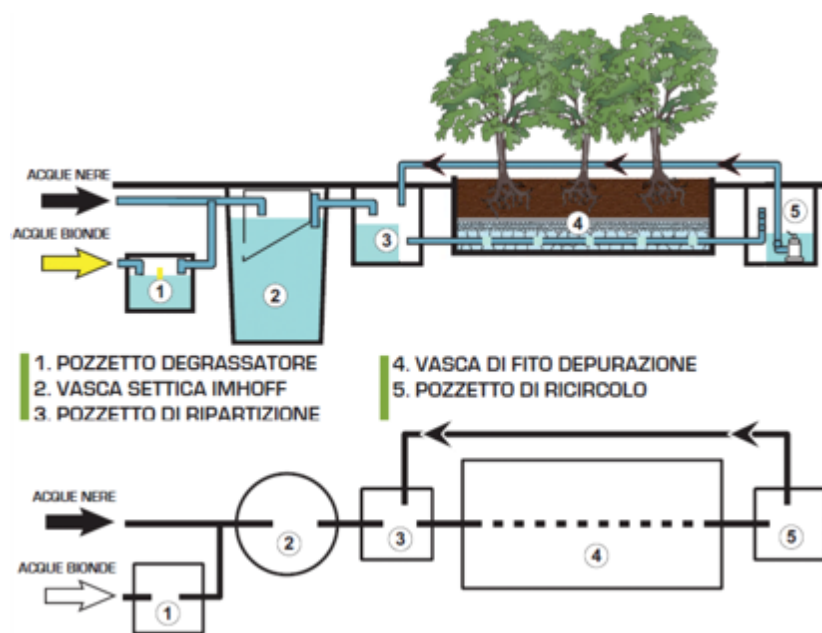 ACQUE NERE
ACQUE BIONDE
1
2
3
4
5
1. POZZETTO DEGRASSATORE
2. VASCA SETTICA IMHOFF
3. POZZETTO DI RIPARTIZIONE
4. VASCA DI FITO DEPURAZIONE
5. POZZETTO DI RICIRCOLO
ACQUE NERE
ACQUE BIONDE
1
2
3
4
5